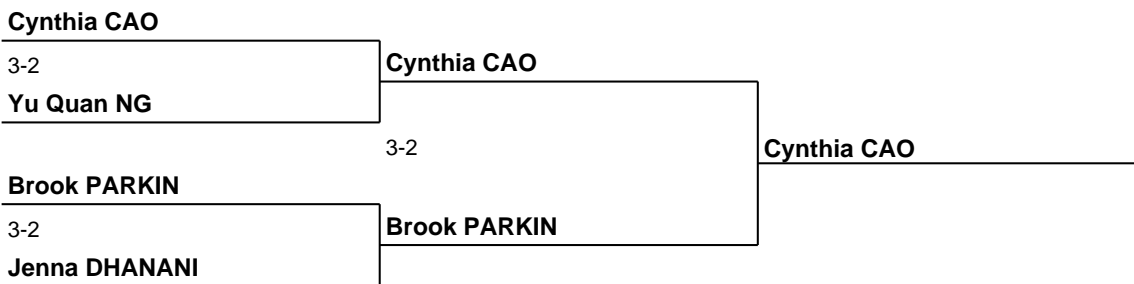 Cynthia CAO
3-2
Cynthia CAO
Yu Quan NG
3-2
Cynthia CAO
Brook PARKIN
3-2
Brook PARKIN
Jenna DHANANI